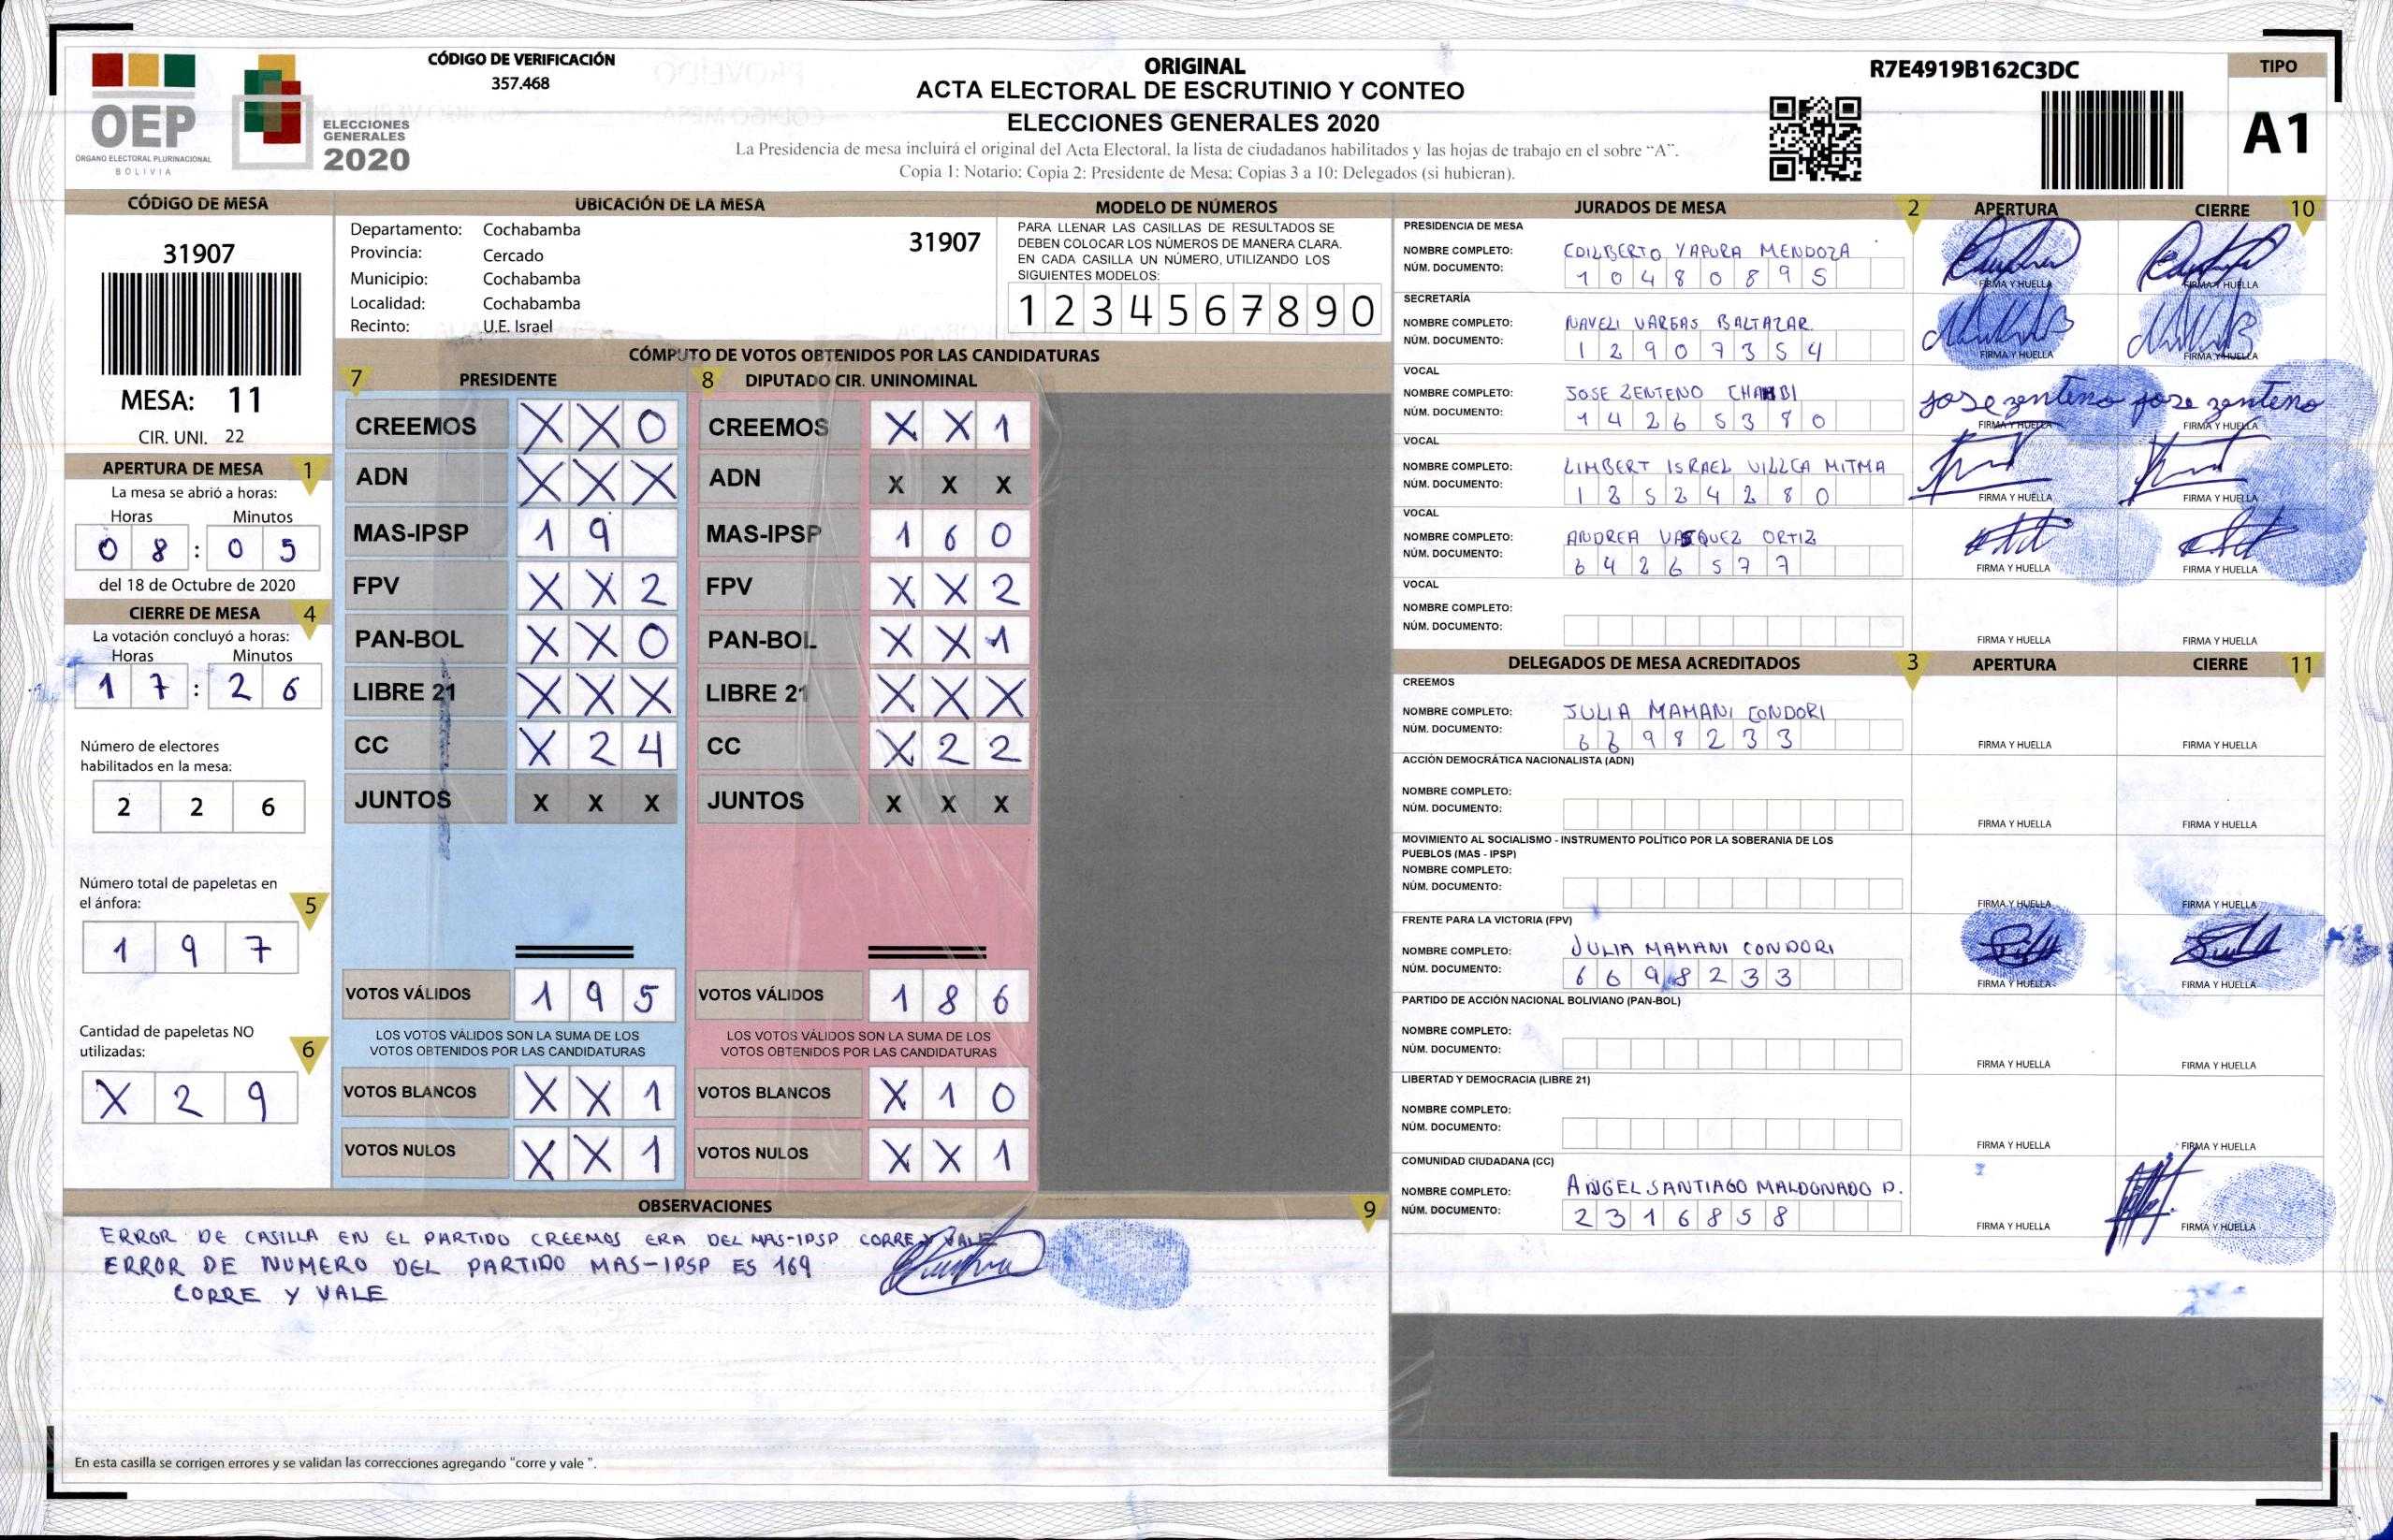 CÓDIGO DE VERIFICACIÓN
357.468
OEP
ÓRGANO ELECTORAL PLURINACIONAL
BOLIVIA
ELECCIONES
GENERALES
2020
ORIGINAL
ACTA ELECTORAL DE ESCRUTINIO Y CONTEO
ELECCIONES GENERALES 2020
La Presidencia de mesa incluirá el original del Acta Electoral, la lista de ciudadanos habilitados y las hojas de trabajo en el sobre “A”.
Copia 1: Notario; Copia 2: Presidente de Mesa; Copias 3 a 10: Delegados (si hubieran).
R7E4919B162C3DC
TIPO
A1
CÓDIGO DE MESA
31907
MESA: 11
CIR. UNI. 22
APERTURA DE MESA 1
La mesa se abrió a horas:
Horas Minutos
0 8 : 0 5
del 18 de Octubre de 2020
CIERRE DE MESA 4
La votación concluyó a horas:
Horas Minutos
1 7 : 2 6
Número de electores
habilitados en la mesa:
2 2 6
Número total de papeletas en
el ánfora: 5
1 9 7
Cantidad de papeletas NO
utilizadas: 6
X 2 9
UBICACIÓN DE LA MESA
Departamento: Cochabamba
31907
Provincia: Cercado
Municipio: Cochabamba
Localidad: Cochabamba
Recinto: U.E. Israel
MODELO DE NÚMEROS
PARA LLENAR LAS CASILLAS DE RESULTADOS SE
DEBEN COLOCAR LOS NÚMEROS DE MANERA CLARA.
EN CADA CASILLA UN NÚMERO, UTILIZANDO LOS
SIGUIENTES MODELOS:
1 2 3 4 5 6 7 8 9 0
CÓMPUTO DE VOTOS OBTENIDOS POR LAS CANDIDATURAS
7 PRESIDENTE
CREEMOS X X 0
ADN X X X
MAS-IPSP 1 9
FPV X X 2
PAN-BOL X X 0
LIBRE 21 X X X
CC X 2 4
JUNTOS X X X
VOTOS VÁLIDOS 1 9 5
LOS VOTOS VÁLIDOS SON LA SUMA DE LOS
VOTOS OBTENIDOS POR LAS CANDIDATURAS
VOTOS BLANCOS X X 1
VOTOS NULOS X X 1
8 DIPUTADO CIR. UNINOMINAL
CREEMOS X X 1
ADN X X X
MAS-IPSP 1 6 0
FPV X X 2
PAN-BOL X X 1
LIBRE 21 X X X
CC X 2 2
JUNTOS X X X
VOTOS VÁLIDOS 1 8 6
LOS VOTOS VÁLIDOS SON LA SUMA DE LOS
VOTOS OBTENIDOS POR LAS CANDIDATURAS
VOTOS BLANCOS X 1 0
VOTOS NULOS X X 1
OBSERVACIONES 9
ERROR DE CASILLA EN EL PARTIDO CREEMOS ERA DEL MAS-IPSP CORRE Y VALE
ERROR DE NUMERO DEL PARTIDO MAS-IPSP ES 169
CORRE Y VALE
En esta casilla se corrigen errores y se validan las correcciones agregando "corre y vale ".
JURADOS DE MESA 2 APERTURA CIERRE 10
PRESIDENCIA DE MESA
NOMBRE COMPLETO: EDILBERTO YAPURA MENDOZA
NÚM. DOCUMENTO: 1 0 4 8 0 8 9 5
FIRMA Y HUELLA FIRMA Y HUELLA
SECRETARÍA
NOMBRE COMPLETO: NAVELI VARGAS BALTAZAR
NÚM. DOCUMENTO: 1 2 9 0 7 3 5 4
FIRMA Y HUELLA FIRMA Y HUELLA
VOCAL
NOMBRE COMPLETO: JOSE ZENTENO CHAMBI
NÚM. DOCUMENTO: 1 4 2 6 5 3 8 0
jose zenteno jose zenteno
FIRMA Y HUELLA FIRMA Y HUELLA
VOCAL
NOMBRE COMPLETO: LIMBERT ISRAEL VILLCA MITMA
NÚM. DOCUMENTO: 1 2 5 2 4 2 8 0
FIRMA Y HUELLA FIRMA Y HUELLA
VOCAL
NOMBRE COMPLETO: ANDREA VASQUEZ ORTIZ
NÚM. DOCUMENTO: 6 4 2 6 5 7 7
FIRMA Y HUELLA FIRMA Y HUELLA
VOCAL
NOMBRE COMPLETO:
NÚM. DOCUMENTO:
FIRMA Y HUELLA FIRMA Y HUELLA
DELEGADOS DE MESA ACREDITADOS 3 APERTURA CIERRE 11
CREEMOS
NOMBRE COMPLETO: JULIA MAMANI CONDORI
NÚM. DOCUMENTO: 6 6 9 8 2 3 3
FIRMA Y HUELLA FIRMA Y HUELLA
ACCIÓN DEMOCRÁTICA NACIONALISTA (ADN)
NOMBRE COMPLETO:
NÚM. DOCUMENTO:
FIRMA Y HUELLA FIRMA Y HUELLA
MOVIMIENTO AL SOCIALISMO - INSTRUMENTO POLÍTICO POR LA SOBERANIA DE LOS
PUEBLOS (MAS - IPSP)
NOMBRE COMPLETO:
NÚM. DOCUMENTO:
FIRMA Y HUELLA FIRMA Y HUELLA
FRENTE PARA LA VICTORIA (FPV)
NOMBRE COMPLETO: JULIA MAMANI CONDORI
NÚM. DOCUMENTO: 6 6 9 8 2 3 3
FIRMA Y HUELLA FIRMA Y HUELLA
PARTIDO DE ACCIÓN NACIONAL BOLIVIANO (PAN-BOL)
NOMBRE COMPLETO:
NÚM. DOCUMENTO:
FIRMA Y HUELLA FIRMA Y HUELLA
LIBERTAD Y DEMOCRACIA (LIBRE 21)
NOMBRE COMPLETO:
NÚM. DOCUMENTO:
FIRMA Y HUELLA FIRMA Y HUELLA
COMUNIDAD CIUDADANA (CC)
NOMBRE COMPLETO: ANGEL SANTIAGO MALDONADO P.
NÚM. DOCUMENTO: 2 3 1 6 8 5 8
FIRMA Y HUELLA FIRMA Y HUELLA